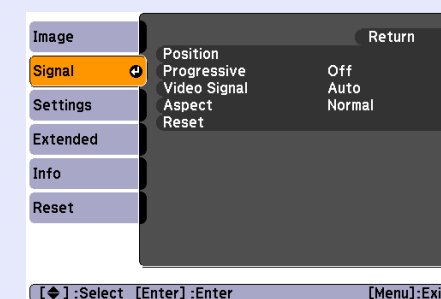 Image
Signal
Settings
Extended
Info
Reset
Return
Position
Progressive Off
Video Signal Auto
Aspect Normal
Reset
[◆] :Select [Enter] :Enter [Menu]:Exi